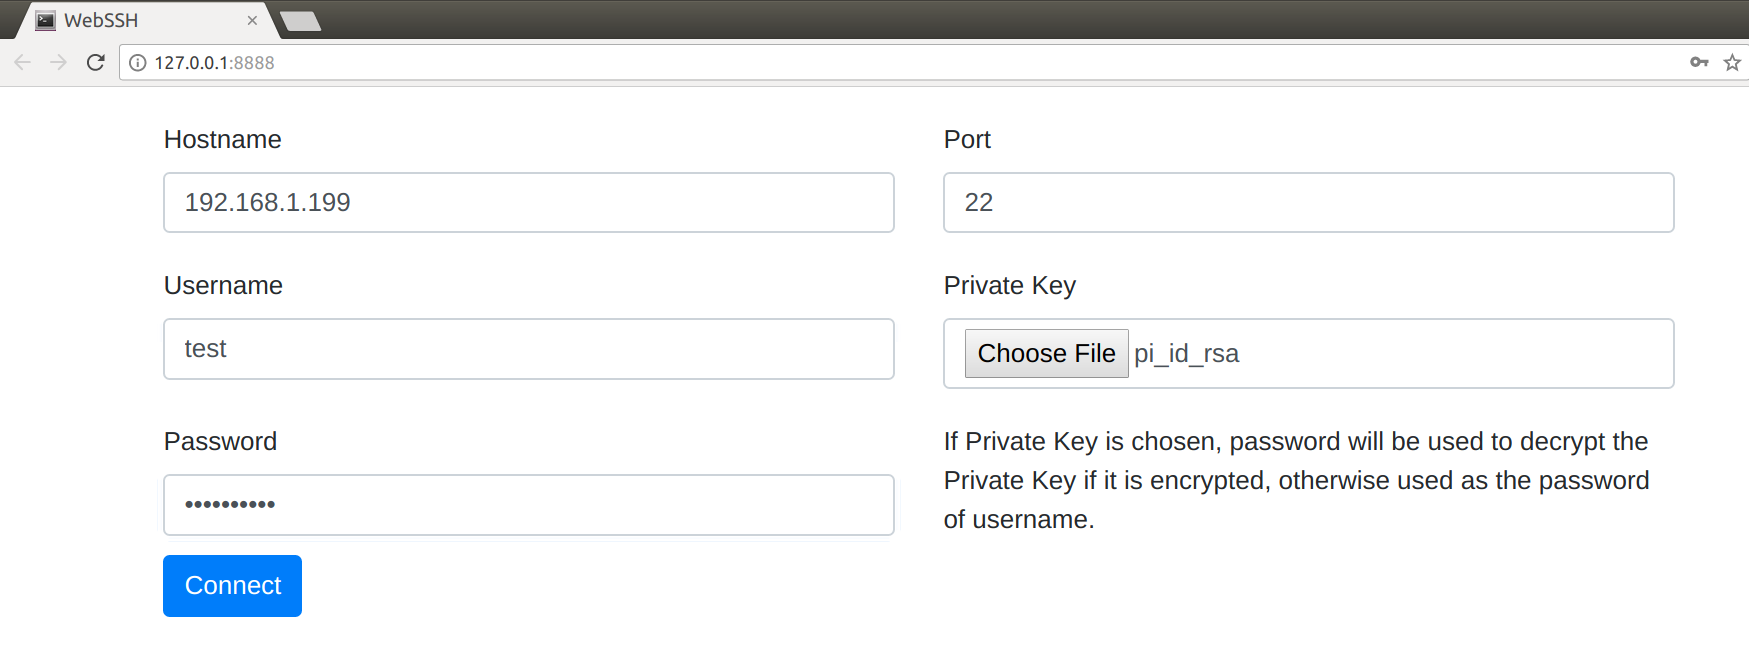 WebSSH
127.0.0.1:8888
Hostname
Port
192.168.1.199
22
Username
Private Key
test
Choose File pi_id_rsa
Password
If Private Key is chosen, password will be used to decrypt the
Private Key if it is encrypted, otherwise used as the password
of username.
••••••••••
Connect